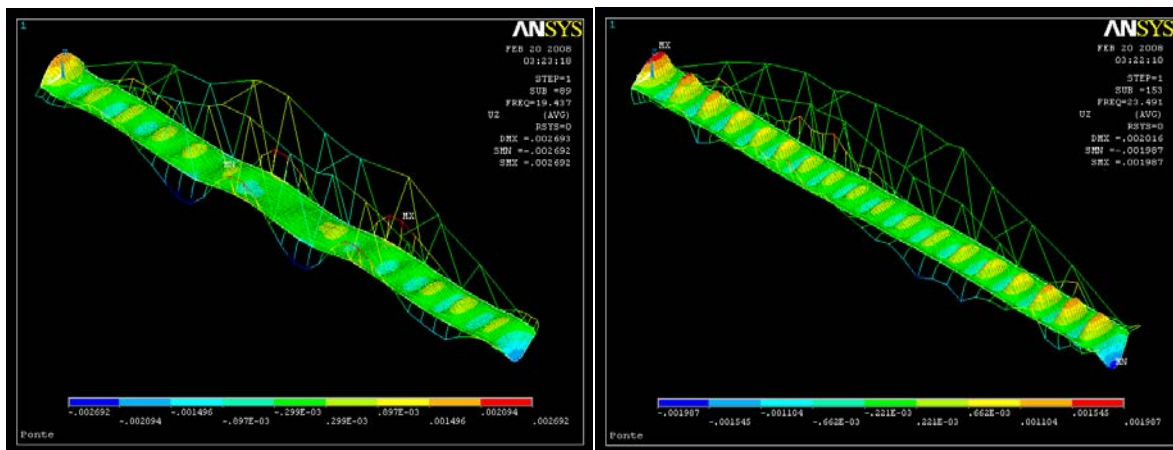 1
ANSYS
FEB 20 2008
03:23:18
STEP=1
SUB =89
FREQ=19.437
UZ (AVG)
RSYS=0
DMX =.002693
SMN =-.002692
SMX =.002692
MX
-.002692
-.001496
-.299E-03
.897E-03
.002094
-.002094
-.897E-03
.299E-03
.001496
.002692
Ponte
1
ANSYS
FEB 20 2008
03:22:10
STEP=1
SUB =153
FREQ=23.491
UZ (AVG)
RSYS=0
DMX =.002016
SMN =-.001987
SMX =.001987
MX
MN
-.001987
-.001104
-.221E-03
.662E-03
.001545
-.001545
-.662E-03
.221E-03
.001104
.001987
Ponte